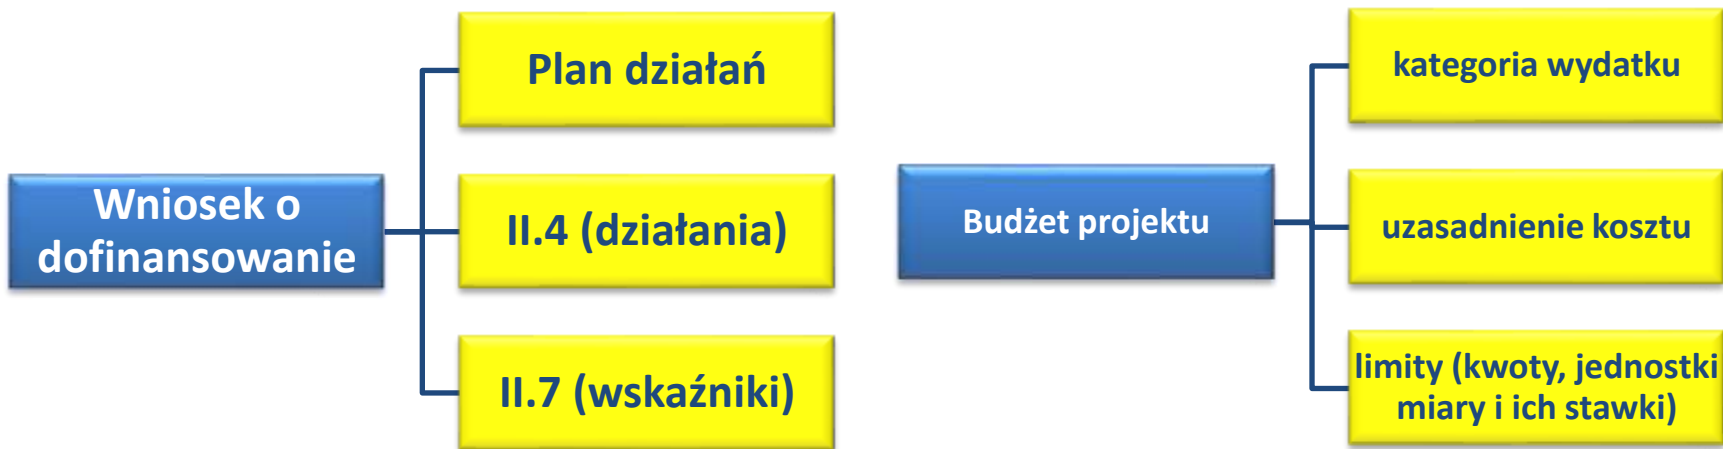 Wniosek o
dofinansowanie
Plan działań
II.4 (działania)
II.7 (wskaźniki)
Budżet projektu
kategoria wydatku
uzasadnienie kosztu
limity (kwoty, jednostki
miary i ich stawki)